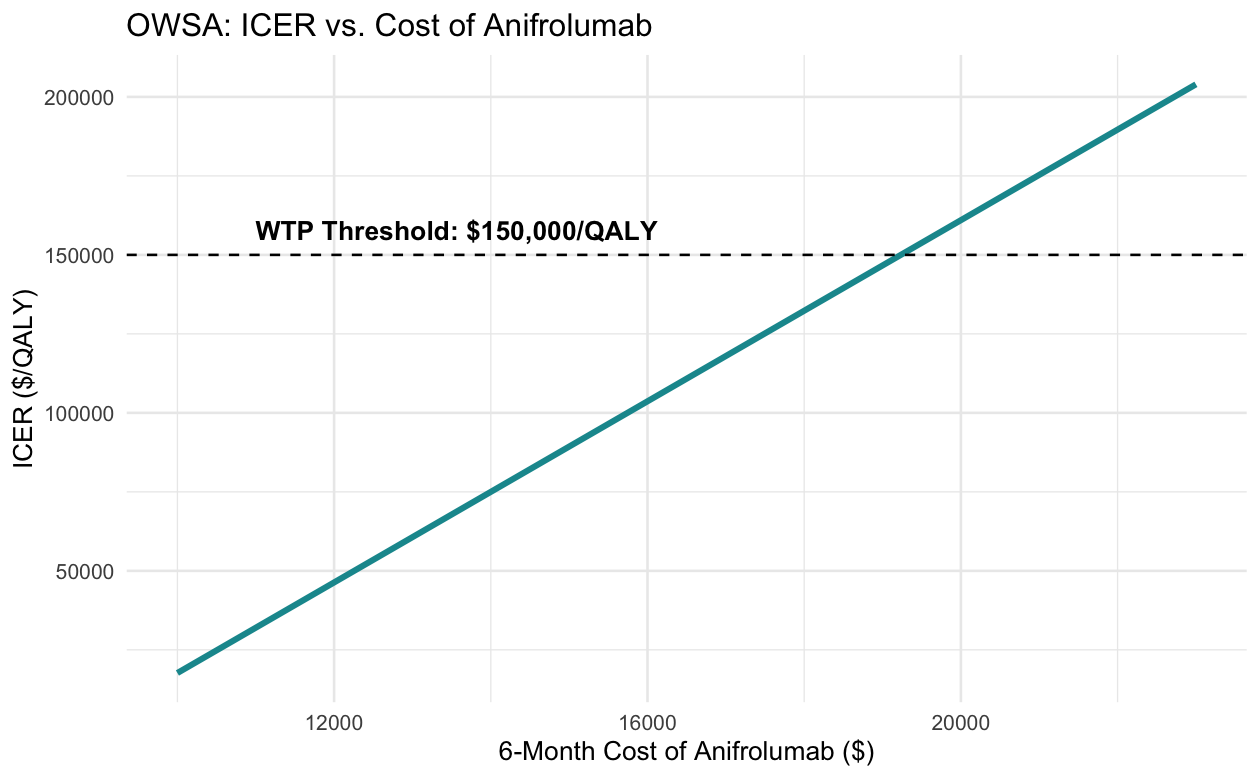 OWSA: ICER vs. Cost of Anifrolumab
200000
WTP Threshold: $150,000/QALY
150000
ICER ($/QALY)
100000
50000
12000 16000 20000
6-Month Cost of Anifrolumab ($)